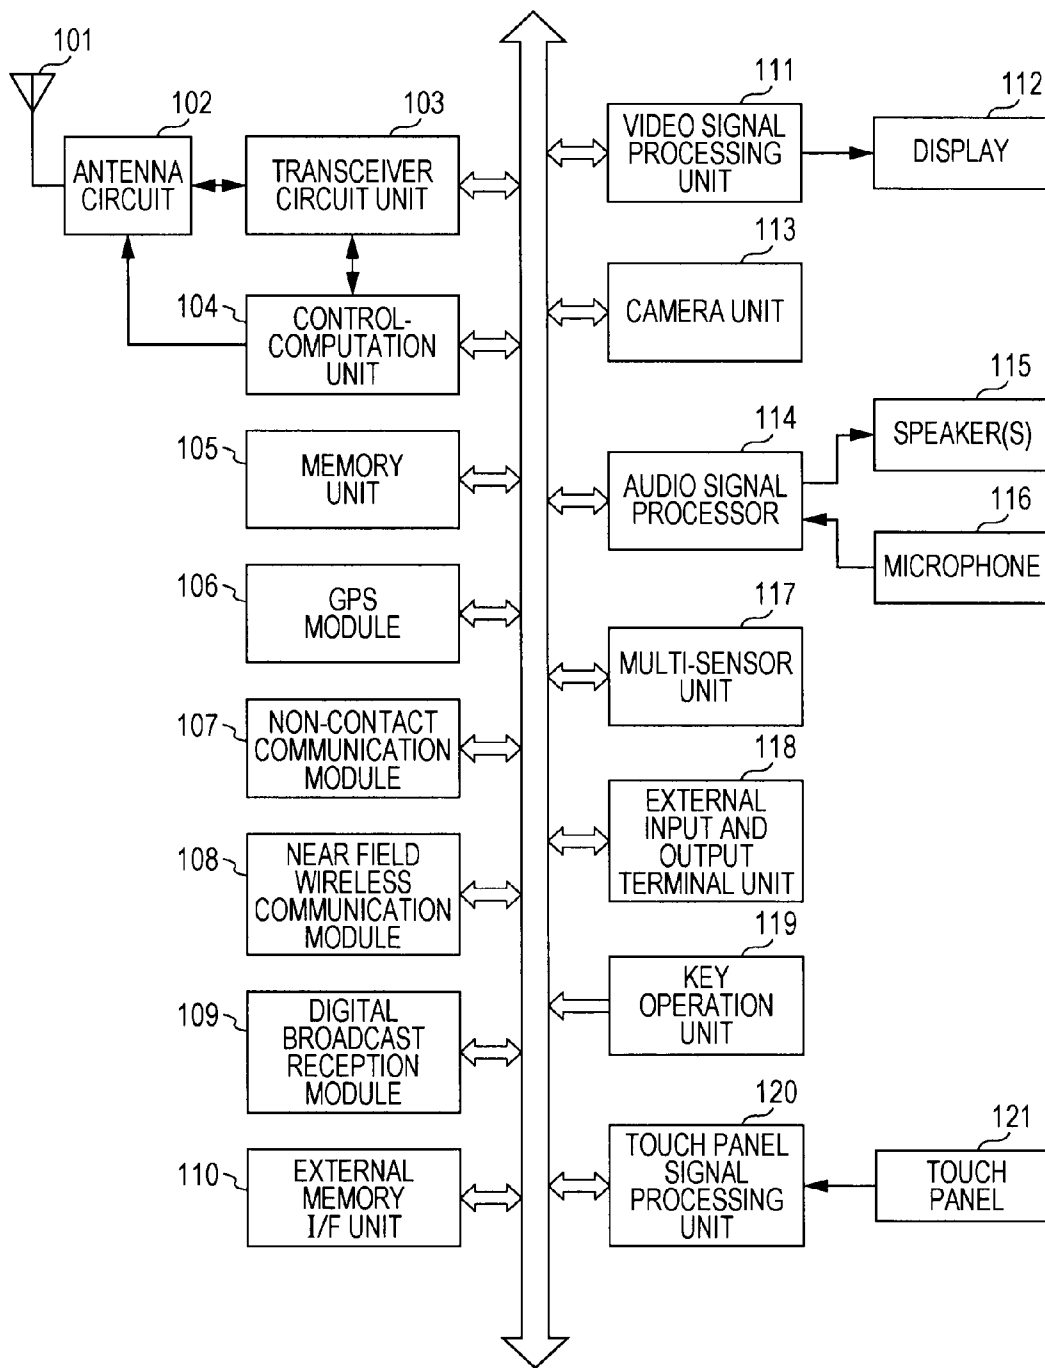 101
102
ANTENNA
CIRCUIT
103
TRANSCEIVER
CIRCUIT UNIT
104
CONTROL-
COMPUTATION
UNIT
105
MEMORY
UNIT
106
GPS
MODULE
107
NON-CONTACT
COMMUNICATION
MODULE
108
NEAR FIELD
WIRELESS
COMMUNICATION
MODULE
109
DIGITAL
BROADCAST
RECEPTION
MODULE
110
EXTERNAL
MEMORY
I/F UNIT
111
VIDEO SIGNAL
PROCESSING
UNIT
112
DISPLAY
113
CAMERA UNIT
114
AUDIO SIGNAL
PROCESSOR
115
SPEAKER(S)
116
MICROPHONE
117
MULTI-SENSOR
UNIT
118
EXTERNAL
INPUT AND
OUTPUT
TERMINAL UNIT
119
KEY
OPERATION
UNIT
120
TOUCH PANEL
SIGNAL
PROCESSING
UNIT
121
TOUCH
PANEL